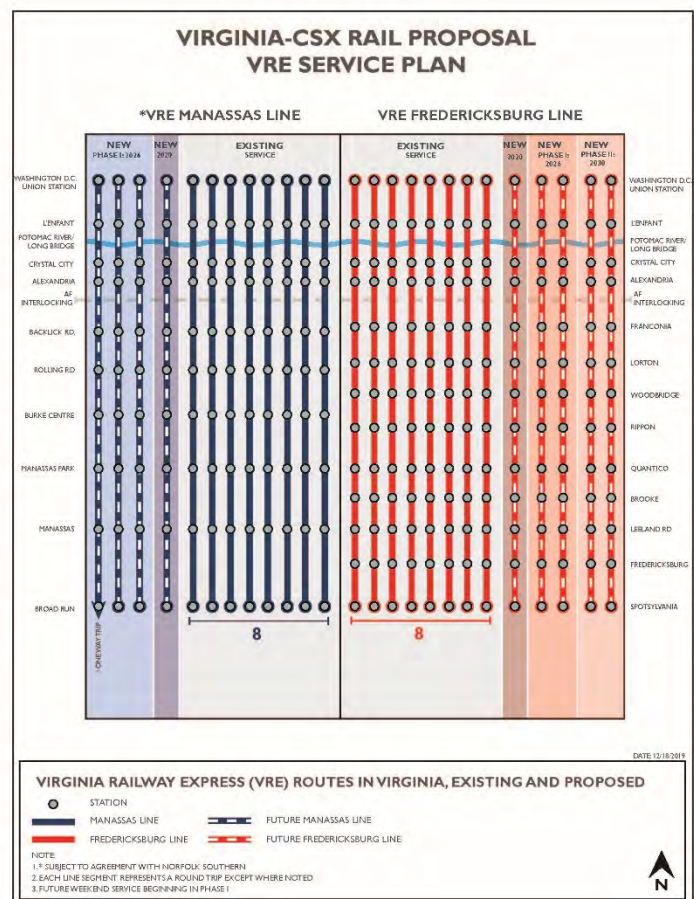 VIRGINIA-CSX RAIL PROPOSAL
VRE SERVICE PLAN
*VRE MANASSAS LINE
VRE FREDERICKSBURG LINE
NEW
PHASE I: 2026
NEW
EXISTING
SERVICE
EXISTING
SERVICE
NEW
NEW
PHASE I:
2026
NEW
PHASE II:
2030
WASHINGTON D.C.
UNION STATION
L'ENFANT
POTOMAC RIVER/
LONG BRIDGE
CRYSTAL CITY
ALEXANDRIA
AF
INTERLOCKING
BACKLICK RD.
ROLLING RD
BURKE CENTRE
MANASSAS PARK
MANASSAS
BROAD RUN
WASHINGTON D.C.
UNION STATION
L'ENFANT
POTOMAC RIVER/
LONG BRIDGE
CRYSTAL CITY
ALEXANDRIA
AF
INTERLOCKING
FRANCONIA
LORTON
WOODBRIDGE
RIPPON
QUANTICO
BROOKE
LEELAND RD
FREDERICKSBURG
SPOTSYLVANIA
ONE WAY TRIP
8
8
DATE: 12/18/2019
VIRGINIA RAILWAY EXPRESS (VRE) ROUTES IN VIRGINIA, EXISTING AND PROPOSED
STATION
MANASSAS LINE
FUTURE MANASSAS LINE
FREDERICKSBURG LINE
FUTURE FREDERICKSBURG LINE
NOTE:
1. * SUBJECT TO AGREEMENT WITH NORFOLK SOUTHERN
2. EACH LINE SEGMENT REPRESENTS A ROUND TRIP EXCEPT WHERE NOTED
3. FUTURE WEEKEND SERVICE BEGINNING IN PHASE I
N